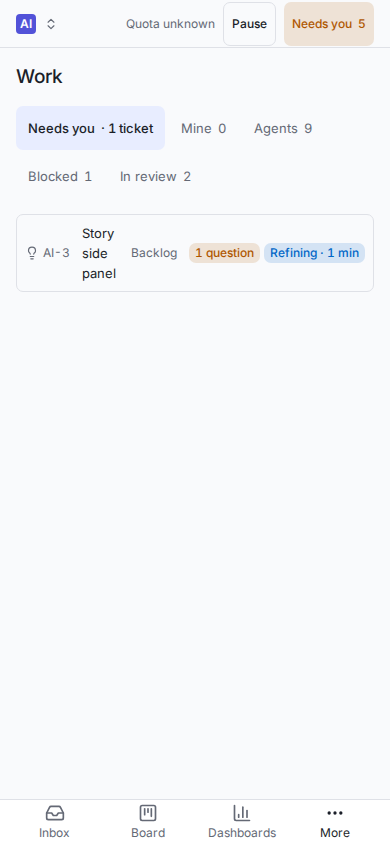 AI Quota unknown Pause Needs you 5
Work
Needs you · 1 ticket Mine 0 Agents 9
Blocked 1 In review 2
AI-3 Story side panel Backlog 1 question Refining · 1 min
Inbox Board Dashboards More